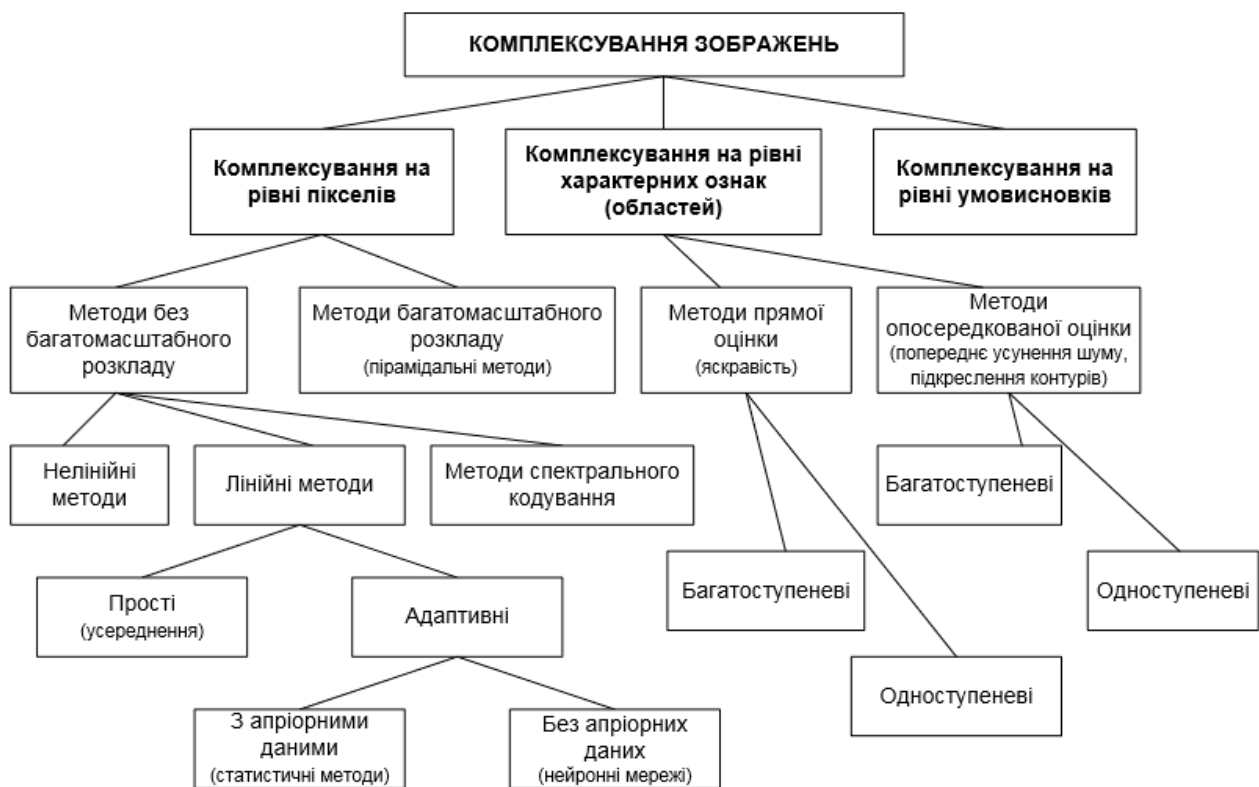 КОМПЛЕКСУВАННЯ ЗОБРАЖЕНЬ
Комплексування на
рівні пікселів
Комплексування на рівні
характерних ознак
(областей)
Комплексування на
рівні умовисновків
Методи без
багатомасштабного
розкладу
Методи багатомасштабного
розкладу
(пірамідальні методи)
Методи прямої
оцінки
(яскравість)
Методи
опосередкованої оцінки
(попереднє усунення шуму,
підкреслення контурів)
Нелінійні
методи
Лінійні методи
Методи спектрального
кодування
Багатоступеневі
Прості
(усереднення)
Адаптивні
Багатоступеневі
Одноступеневі
Одноступеневі
З апріорними
даними
(статистичні методи)
Без апріорних
даних
(нейронні мережі)